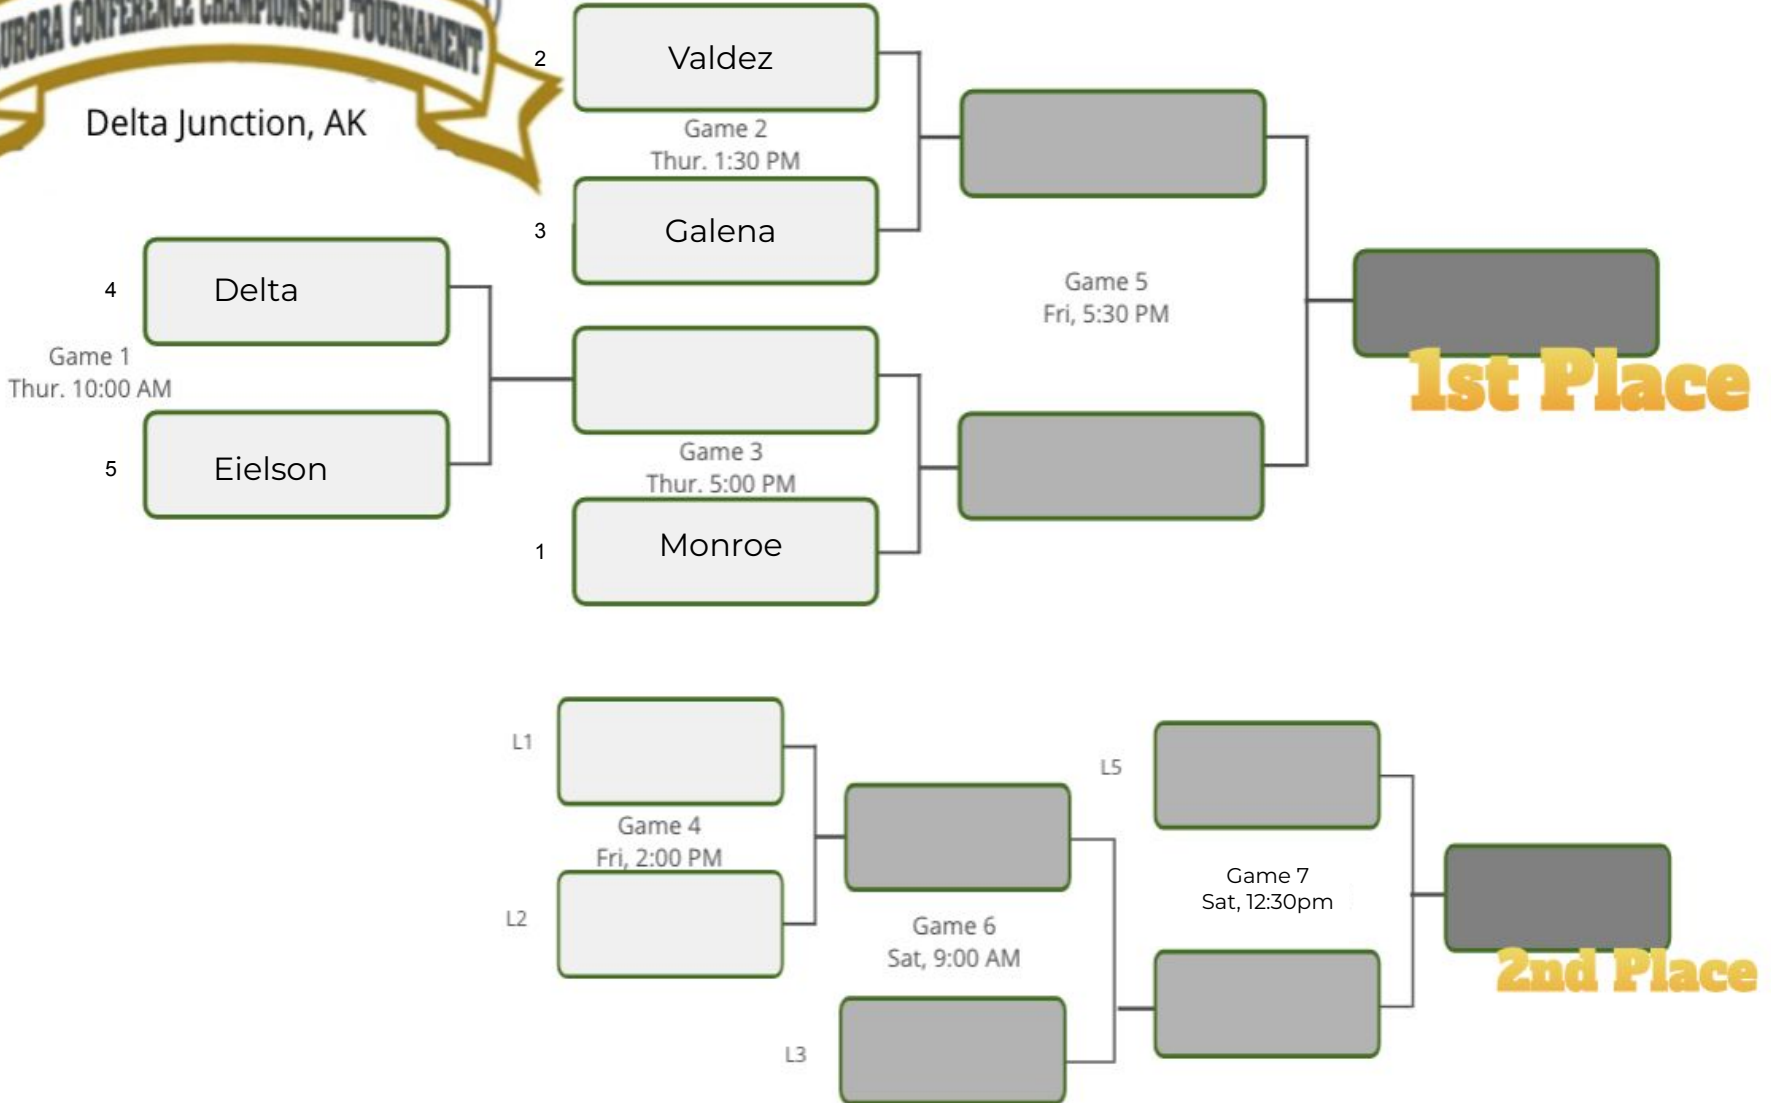 CONFERENCE CHAMPIONSHIP TOURNAMENT
Delta Junction, AK
2
Valdez
Game 2
Thur. 1:30 PM
3
Galena
4
Delta
Game 1
Thur. 10:00 AM
5
Eielson
Game 3
Thur. 5:00 PM
1
Monroe
Game 5
Fri, 5:30 PM
1st Place
L1
Game 4
Fri, 2:00 PM
L2
Game 6
Sat, 9:00 AM
L3
L5
Game 7
Sat, 12:30pm
2nd Place